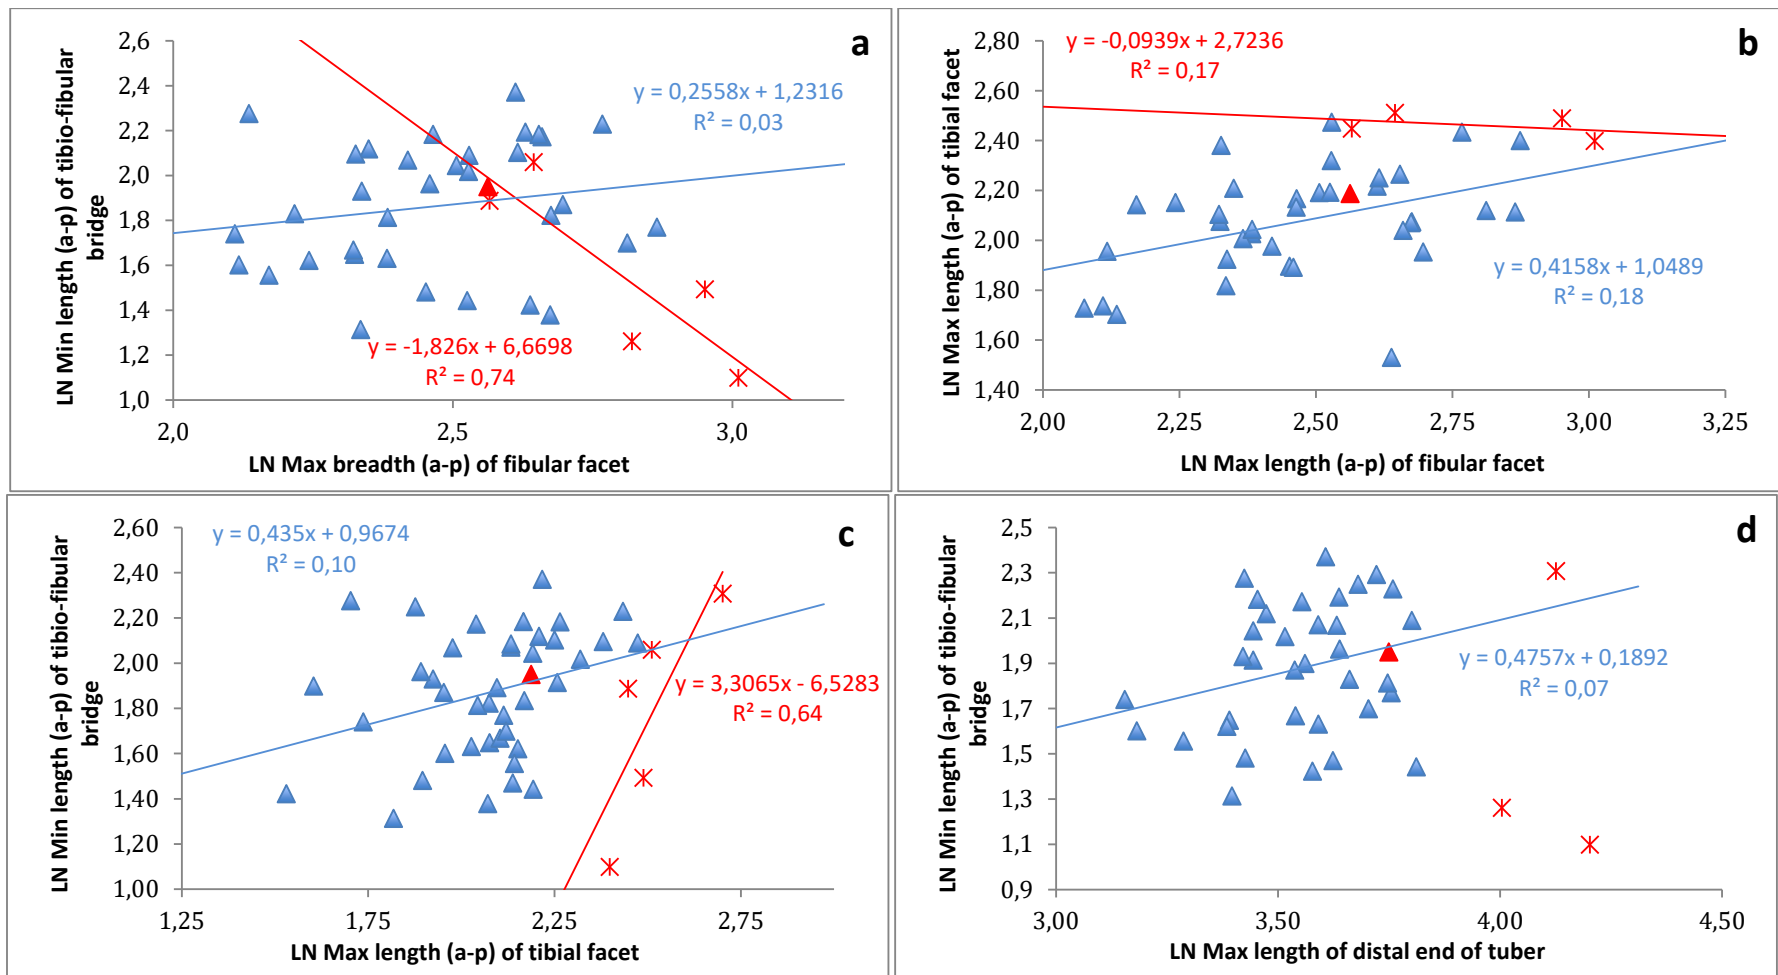 a
LN Min length (a-p) of tibio-fibular
bridge
2,6
2,4
2,2
2,0
1,8
1,6
1,4
1,2
1,0
y = 0,2558x + 1,2316
R² = 0,03
y = -1,826x + 6,6698
R² = 0,74
2,0
2,5
3,0
LN Max breadth (a-p) of fibular facet
b
LN Max length (a-p) of tibial facet
2,80
2,60
2,40
2,20
2,00
1,80
1,60
1,40
y = -0,0939x + 2,7236
R² = 0,17
y = 0,4158x + 1,0489
R² = 0,18
2,00
2,25
2,50
2,75
3,00
3,25
LN Max length (a-p) of fibular facet
c
LN Min length (a-p) of tibio-fibular
bridge
2,60
2,40
2,20
2,00
1,80
1,60
1,40
1,20
1,00
y = 0,435x + 0,9674
R² = 0,10
y = 3,3065x - 6,5283
R² = 0,64
1,25
1,75
2,25
2,75
LN Max length (a-p) of tibial facet
d
LN Min length (a-p) of tibio-fibular
bridge
2,5
2,3
2,1
1,9
1,7
1,5
1,3
1,1
0,9
y = 0,4757x + 0,1892
R² = 0,07
3,00
3,50
4,00
4,50
LN Max length of distal end of tuber